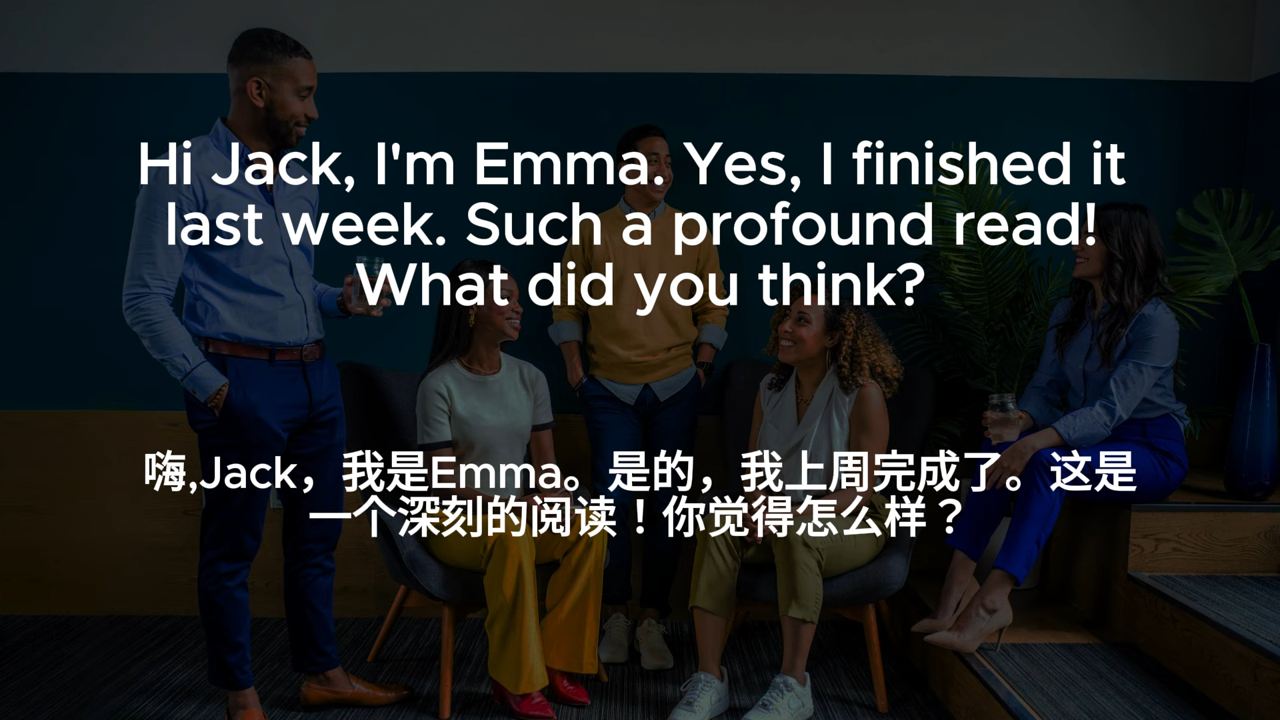 Hi Jack, I'm Emma. Yes, I finished it
last week. Such a profound read!
What did you think?
嗨,Jack，我是Emma。是的，我上周完成了。这是
一个深刻的阅读！你觉得怎么样？